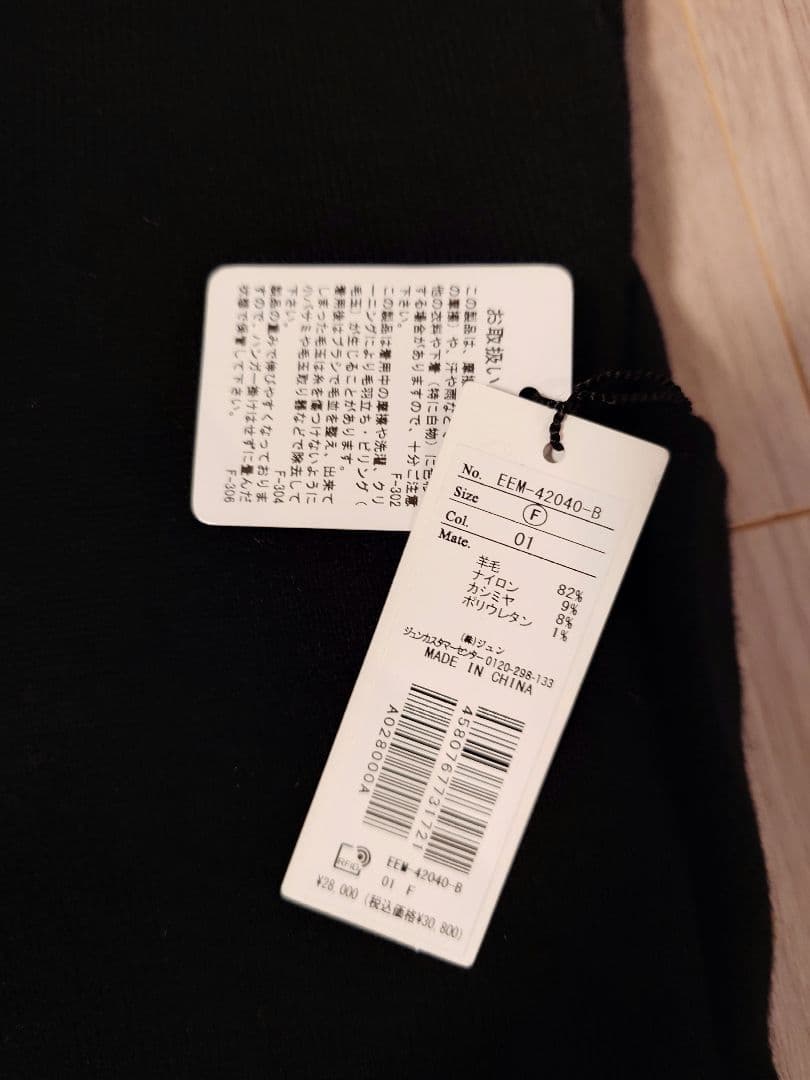 お取扱い
この製品は、摩擦
の摩擦）や、汗や雨など
他の衣料や下着（特に白物）に色
する場合がありますので、十分ご注意
下さい。
F-302
この製品は着用中の摩擦や洗濯、クリ
ーニングにより毛羽立ち・ピリング（
毛玉）が生じることがあります。
着用後はブラシで毛並を整え、出来て
しまった毛玉は糸を傷つけないように
小バサミや毛玉取り機などで除去して
下さい。
F-304
製品の重みで伸びやすくなっておりま
すので、ハンガー掛けはせずに畳んだ
状態で保管して下さい。
F-306
No. EEM-42040-B
Size F
Col. 01
Mate.
羊毛 82%
ナイロン 9%
カシミヤ 8%
ポリウレタン 1%
(株)ジュン
ジュンカスタマーセンター 0120-298-133
MADE IN CHINA
4580767731721
A028000A
RFID
EEM-42040-B
01 F
¥28,000 (税込価格¥30,800)